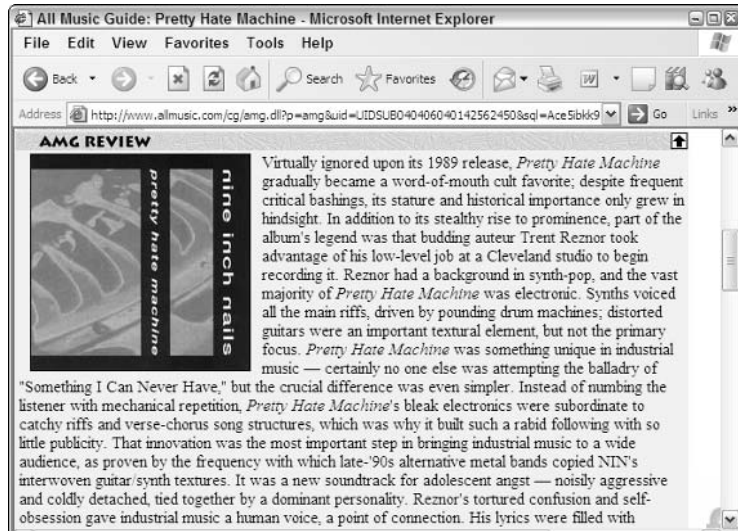 All Music Guide: Pretty Hate Machine - Microsoft Internet Explorer
File Edit View Favorites Tools Help
Back Search Favorites W
Address http://www.allmusic.com/cg/amg.dll?p=amg&uid=UIDSUB040406040142562450&sql=Ace5ibkk9 Go Links »
AMG REVIEW
nine inch nails
pretty hate machine
Virtually ignored upon its 1989 release, Pretty Hate Machine
gradually became a word-of-mouth cult favorite; despite frequent
critical bashings, its stature and historical importance only grew in
hindsight. In addition to its stealthy rise to prominence, part of the
album's legend was that budding auteur Trent Reznor took
advantage of his low-level job at a Cleveland studio to begin
recording it. Reznor had a background in synth-pop, and the vast
majority of Pretty Hate Machine was electronic. Synths voiced
all the main riffs, driven by pounding drum machines; distorted
guitars were an important textural element, but not the primary
focus. Pretty Hate Machine was something unique in industrial
music — certainly no one else was attempting the balladry of
"Something I Can Never Have," but the crucial difference was even simpler. Instead of numbing the
listener with mechanical repetition, Pretty Hate Machine's bleak electronics were subordinate to
catchy riffs and verse-chorus song structures, which was why it built such a rabid following with so
little publicity. That innovation was the most important step in bringing industrial music to a wide
audience, as proven by the frequency with which late-'90s alternative metal bands copied NIN's
interwoven guitar/synth textures. It was a new soundtrack for adolescent angst — noisily aggressive
and coldly detached, tied together by a dominant personality. Reznor's tortured confusion and self-
obsession gave industrial music a human voice, a point of connection. His lyrics were filled with